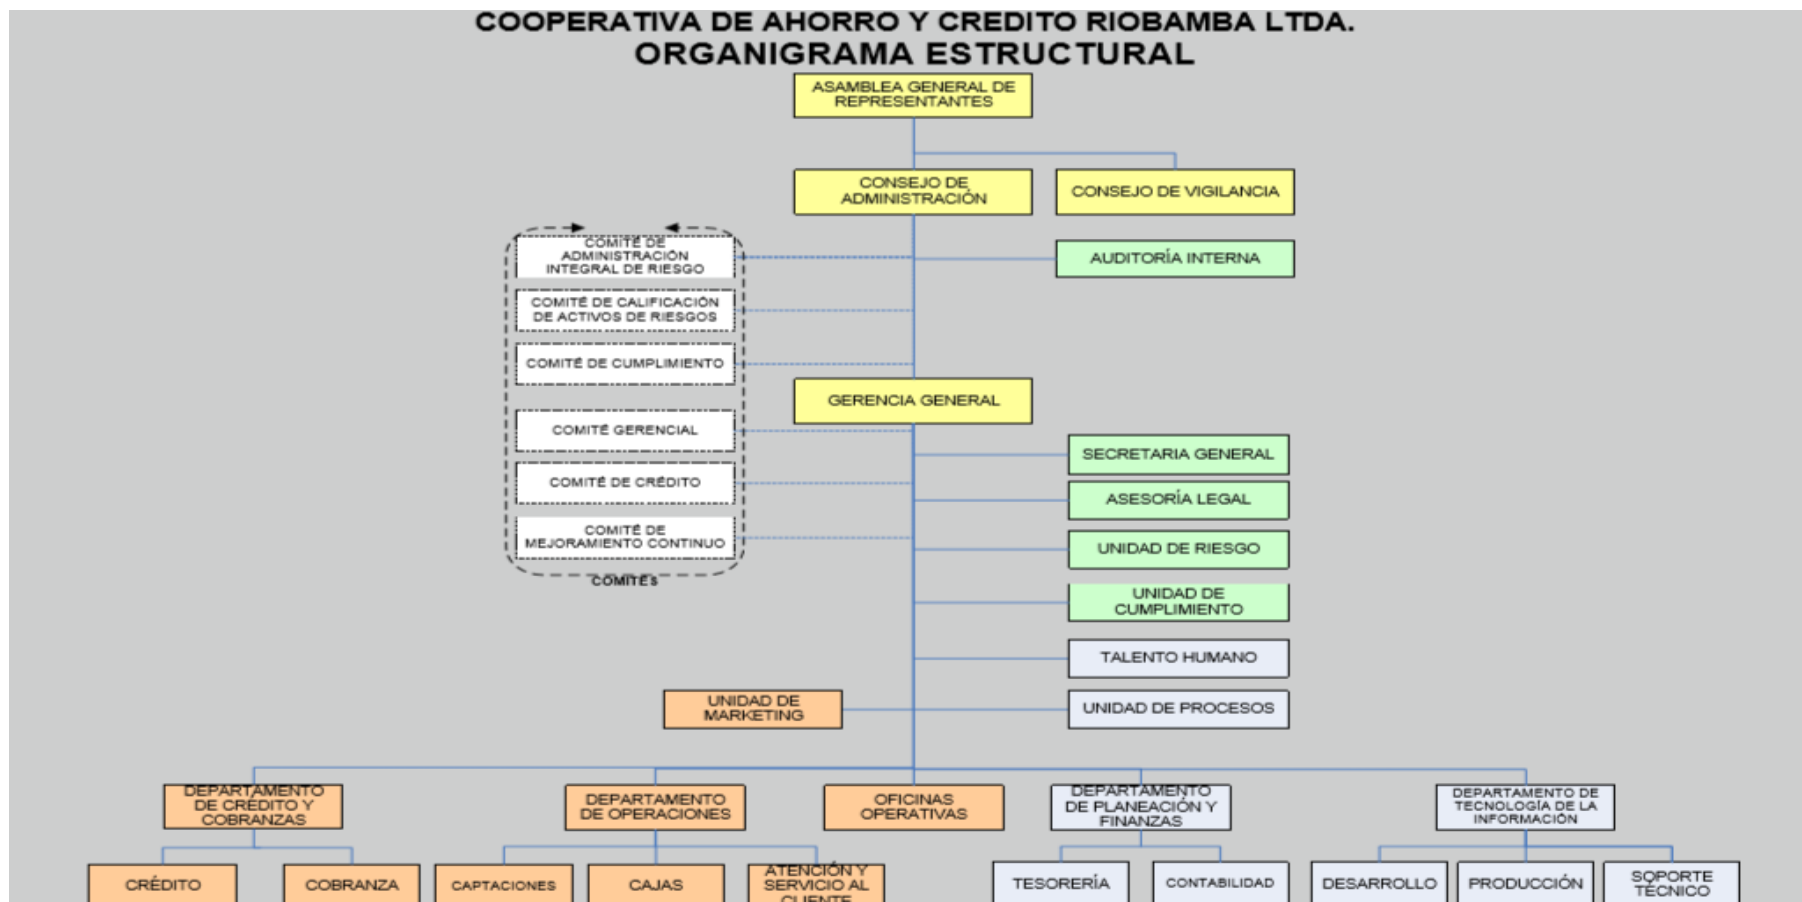 COOPERATIVA DE AHORRO Y CREDITO RIOBAMBA LTDA.
ORGANIGRAMA ESTRUCTURAL
ASAMBLEA GENERAL DE
REPRESENTANTES
CONSEJO DE
ADMINISTRACIÓN
CONSEJO DE VIGILANCIA
COMITÉ DE
ADMINISTRACIÓN
INTEGRAL DE RIESGO
AUDITORÍA INTERNA
COMITÉ DE CALIFICACIÓN
DE ACTIVOS DE RIESGOS
COMITÉ DE CUMPLIMIENTO
GERENCIA GENERAL
COMITÉ GERENCIAL
SECRETARIA GENERAL
COMITÉ DE CRÉDITO
ASESORÍA LEGAL
COMITÉ DE
MEJORAMIENTO CONTINUO
UNIDAD DE RIESGO
COMITÉS
UNIDAD DE
CUMPLIMIENTO
TALENTO HUMANO
UNIDAD DE
MARKETING
UNIDAD DE PROCESOS
DEPARTAMENTO
DE CRÉDITO Y
COBRANZAS
DEPARTAMENTO
DE OPERACIONES
OFICINAS
OPERATIVAS
DEPARTAMENTO
DE PLANEACIÓN Y
FINANZAS
DEPARTAMENTO DE
TECNOLOGÍA DE LA
INFORMACIÓN
CRÉDITO
COBRANZA
CAPTACIONES
CAJAS
ATENCIÓN Y
SERVICIO AL
CLIENTE
TESORERÍA
CONTABILIDAD
DESARROLLO
PRODUCCIÓN
SOPORTE
TÉCNICO